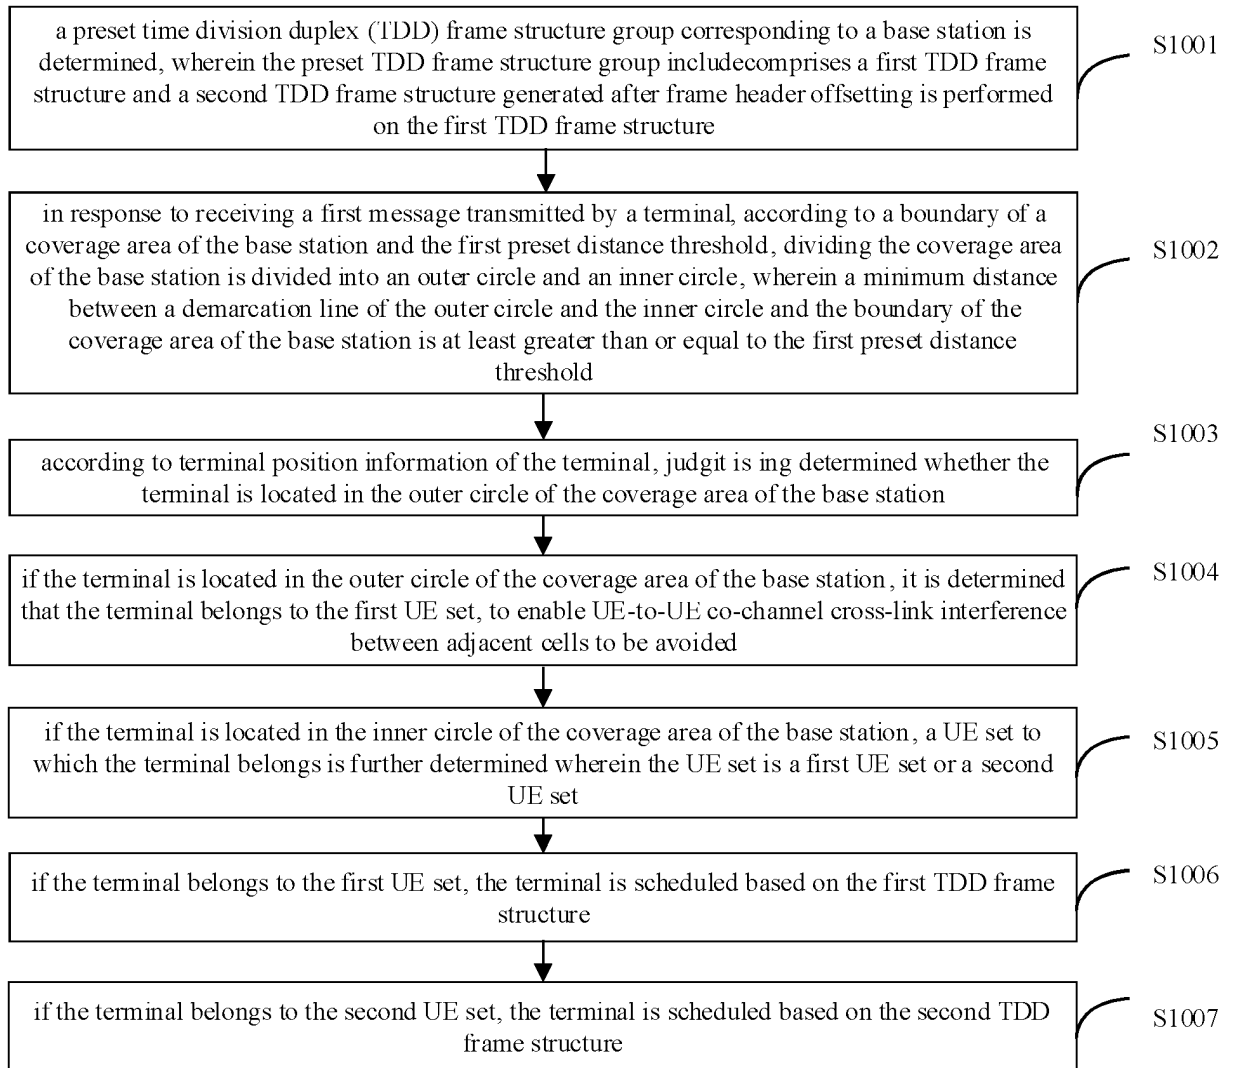 a preset time division duplex (TDD) frame structure group corresponding to a base station is
determined, wherein the preset TDD frame structure group includecomprises a first TDD frame
structure and a second TDD frame structure generated after frame header offsetting is performed
on the first TDD frame structure
S1001
in response to receiving a first message transmitted by a terminal, according to a boundary of a
coverage area of the base station and the first preset distance threshold, dividing the coverage area
of the base station is divided into an outer circle and an inner circle, wherein a minimum distance
between a demarcation line of the outer circle and the inner circle and the boundary of the
coverage area of the base station is at least greater than or equal to the first preset distance
threshold
S1002
according to terminal position information of the terminal, judgit is ing determined whether the
terminal is located in the outer circle of the coverage area of the base station
S1003
if the terminal is located in the outer circle of the coverage area of the base station, it is determined
that the terminal belongs to the first UE set, to enable UE-to-UE co-channel cross-link interference
between adjacent cells to be avoided
S1004
if the terminal is located in the inner circle of the coverage area of the base station, a UE set to
which the terminal belongs is further determined wherein the UE set is a first UE set or a second
UE set
S1005
if the terminal belongs to the first UE set, the terminal is scheduled based on the first TDD frame
structure
S1006
if the terminal belongs to the second UE set, the terminal is scheduled based on the second TDD
frame structure
S1007